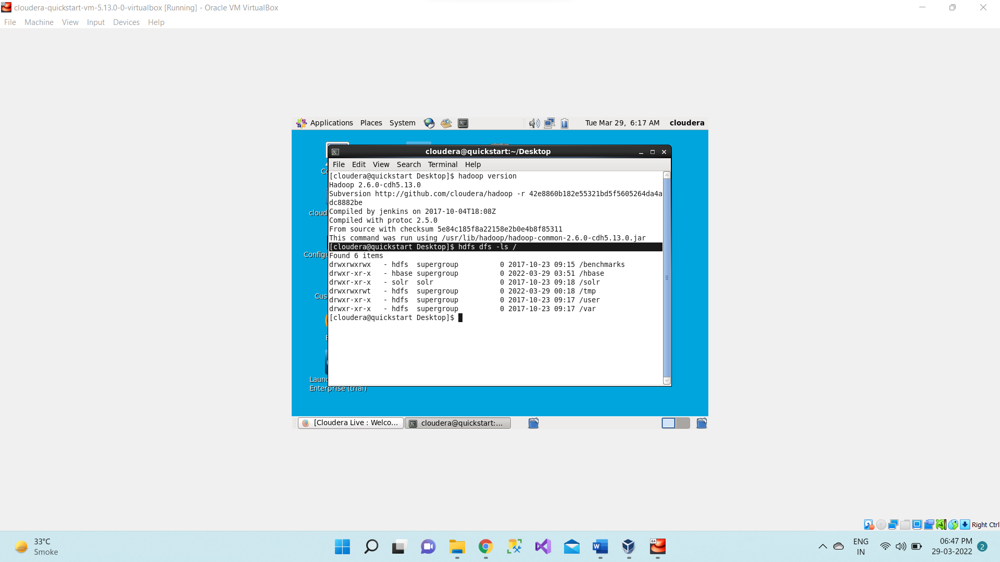 cloudera-quickstart-vm-5.13.0-0-virtualbox [Running] - Oracle VM VirtualBox
File Machine View Input Devices Help
Applications Places System Tue Mar 29, 6:17 AM cloudera
cloudera@quickstart:~/Desktop
File Edit View Search Terminal Help
[cloudera@quickstart Desktop]$ hadoop version
Hadoop 2.6.0-cdh5.13.0
Subversion http://github.com/cloudera/hadoop -r 42e8860b182e55321bd5f5605264da4a
dc8882be
Compiled by jenkins on 2017-10-04T18:08Z
Compiled with protoc 2.5.0
From source with checksum 5e84c185f8a22158e2b0e4b8f85311
This command was run using /usr/lib/hadoop/hadoop-common-2.6.0-cdh5.13.0.jar
[cloudera@quickstart Desktop]$ hdfs dfs -ls /
Found 6 items
drwxrwxrwx   - hdfs  supergroup          0 2017-10-23 09:15 /benchmarks
drwxr-xr-x   - hbase supergroup          0 2022-03-29 03:51 /hbase
drwxr-xr-x   - solr  solr                0 2017-10-23 09:18 /solr
drwxrwxrwt   - hdfs  supergroup          0 2022-03-29 00:18 /tmp
drwxr-xr-x   - hdfs  supergroup          0 2017-10-23 09:17 /user
drwxr-xr-x   - hdfs  supergroup          0 2017-10-23 09:17 /var
[cloudera@quickstart Desktop]$
Co
cloud
Configu
Cus
Launc
Enterprise (trial)
[Cloudera Live : Welco... cloudera@quickstart:...
Right Ctrl
33°C
Smoke
ENG
IN
06:47 PM
29-03-2022
2